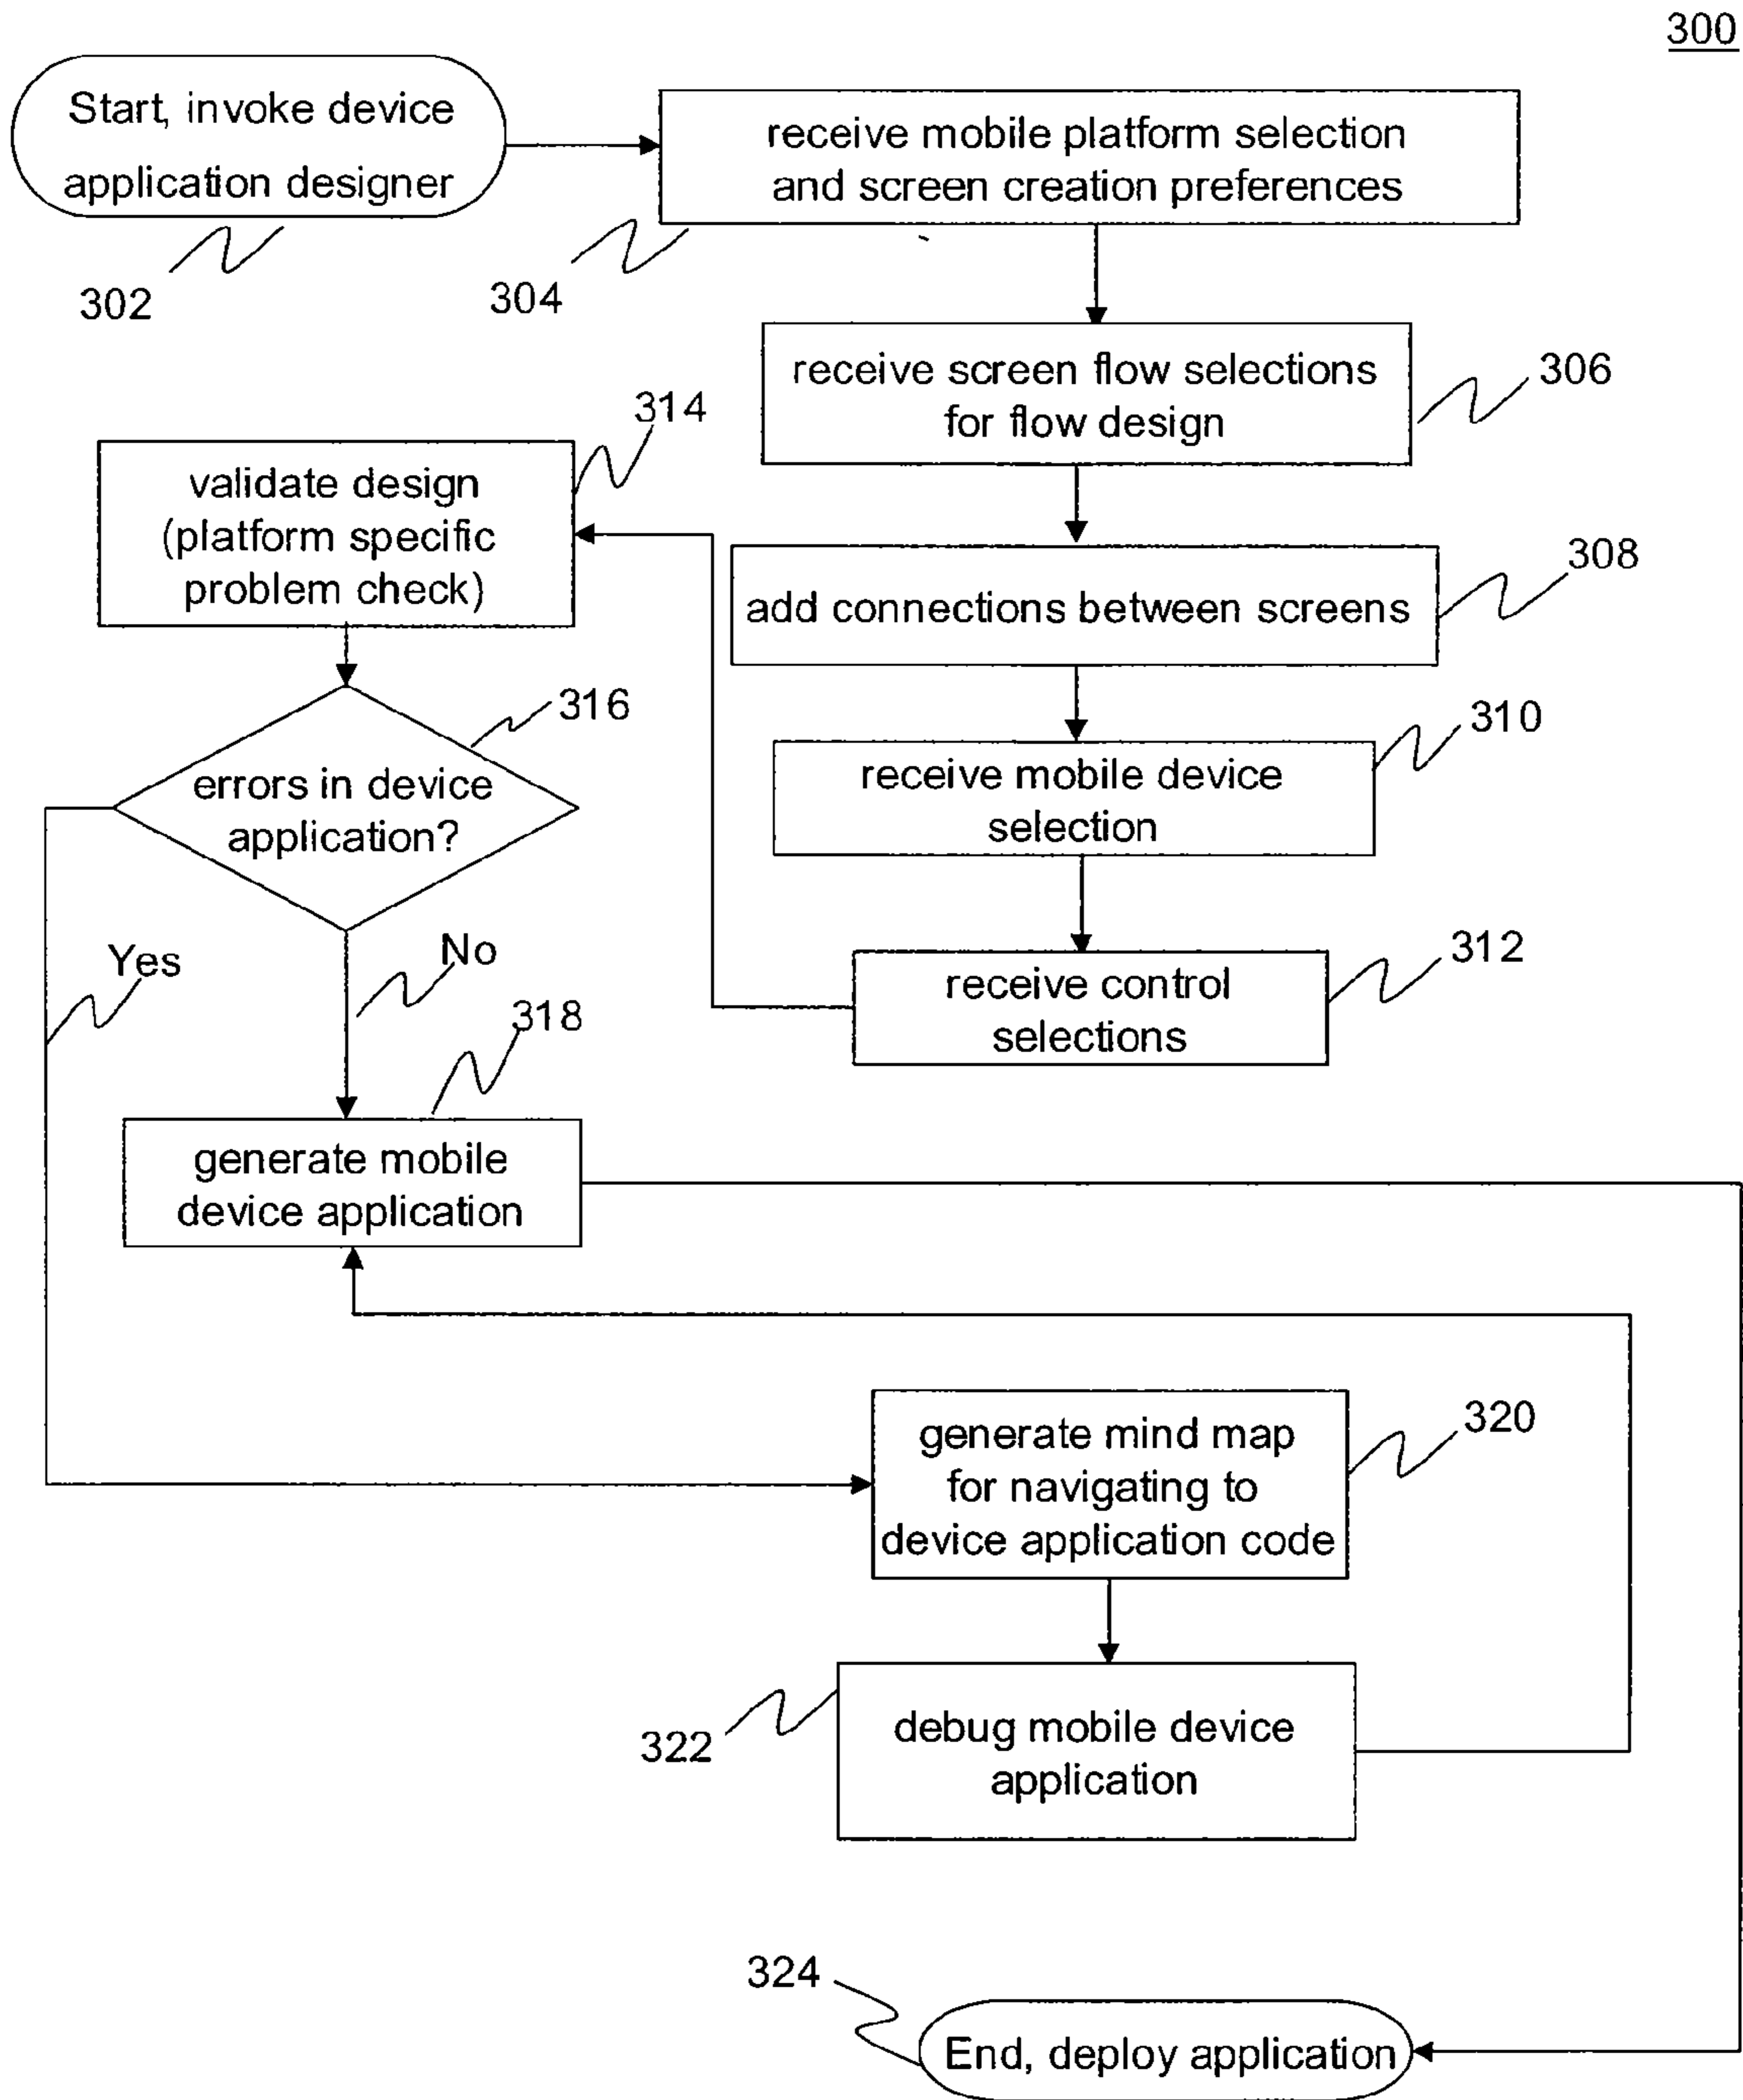 300
Start, invoke device
application designer
302
receive mobile platform selection
and screen creation preferences
304
receive screen flow selections
for flow design
306
add connections between screens
308
receive mobile device
selection
310
receive control
selections
312
validate design
(platform specific
problem check)
314
errors in device
application?
316
Yes
No
318
generate mobile
device application
generate mind map
for navigating to
device application code
320
debug mobile device
application
322
324
End, deploy application